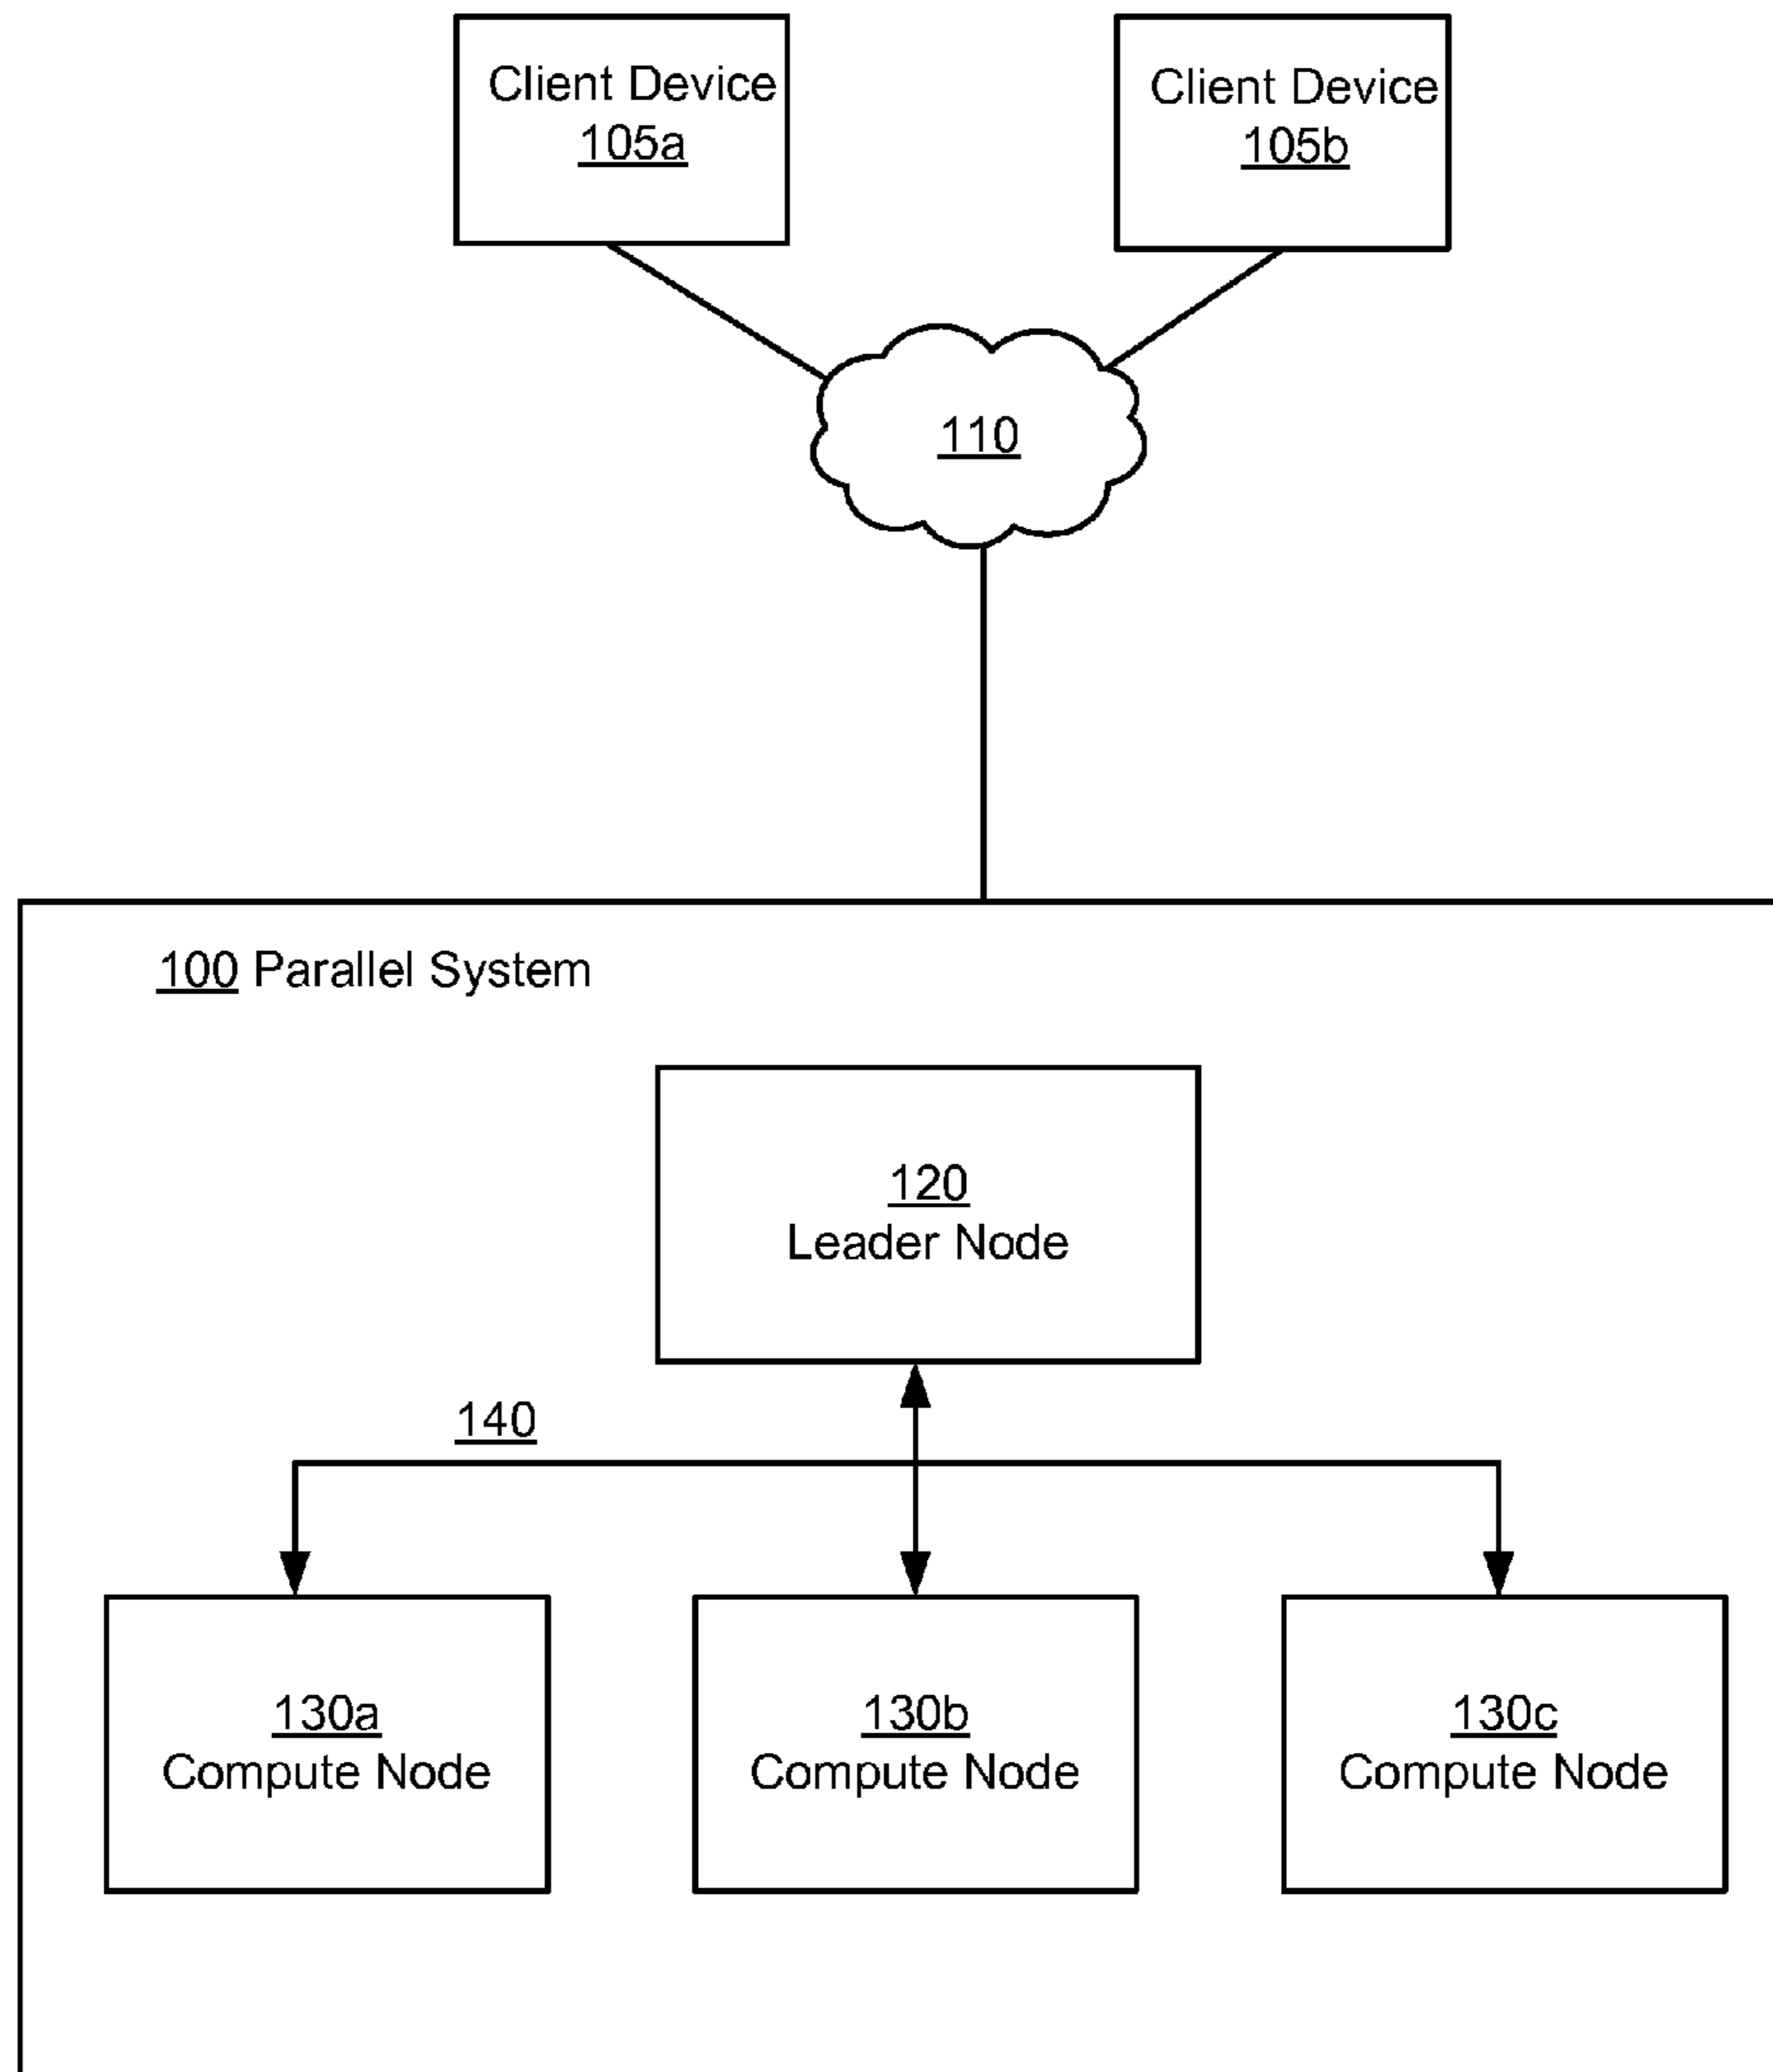 Client Device
105a
Client Device
105b
110
100 Parallel System
120
Leader Node
140
130a
Compute Node
130b
Compute Node
130c
Compute Node